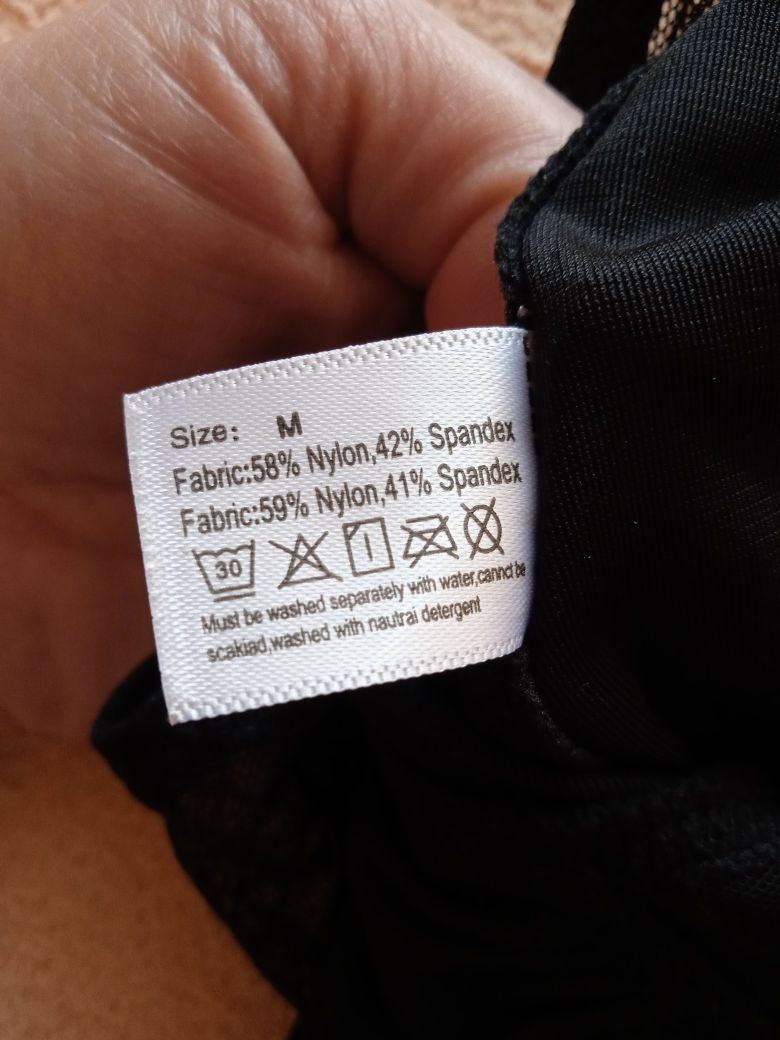 Size: M
Fabric:58% Nylon,42% Spandex
Fabric:59% Nylon,41% Spandex
30
Must be washed separately with water,cannct be
scakiad,washed with nautrai detergent